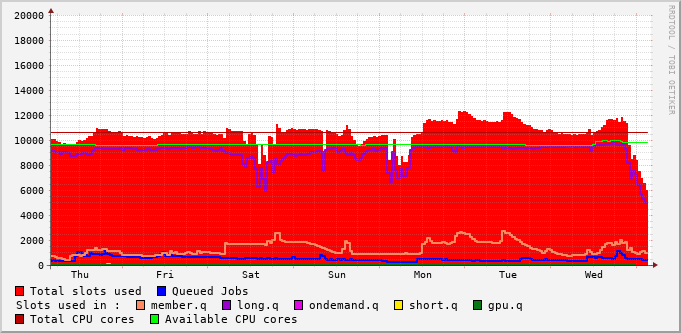 20000
18000
16000
14000
12000
10000
8000
6000
4000
2000
0
Thu Fri Sat Sun Mon Tue Wed
RRDTOOL / TOBI OETIKER
Total slots used Queued Jobs
Slots used in : member.q long.q ondemand.q short.q gpu.q
Total CPU cores Available CPU cores